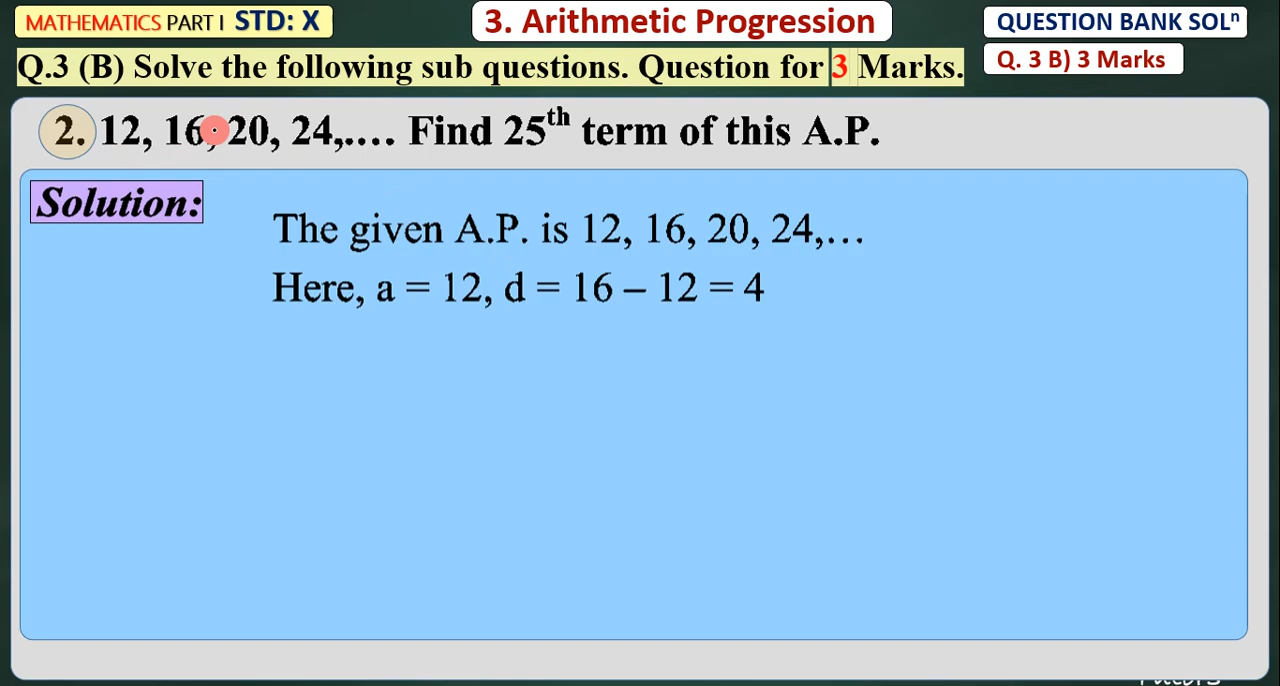 MATHEMATICS PART I STD: X
3. Arithmetic Progression
QUESTION BANK SOLⁿ
Q.3 (B) Solve the following sub questions. Question for 3 Marks.
Q. 3 B) 3 Marks
2. 12, 16, 20, 24,.... Find 25ᵗʰ term of this A.P.
Solution:
The given A.P. is 12, 16, 20, 24,...
Here, a = 12, d = 16 – 12 = 4